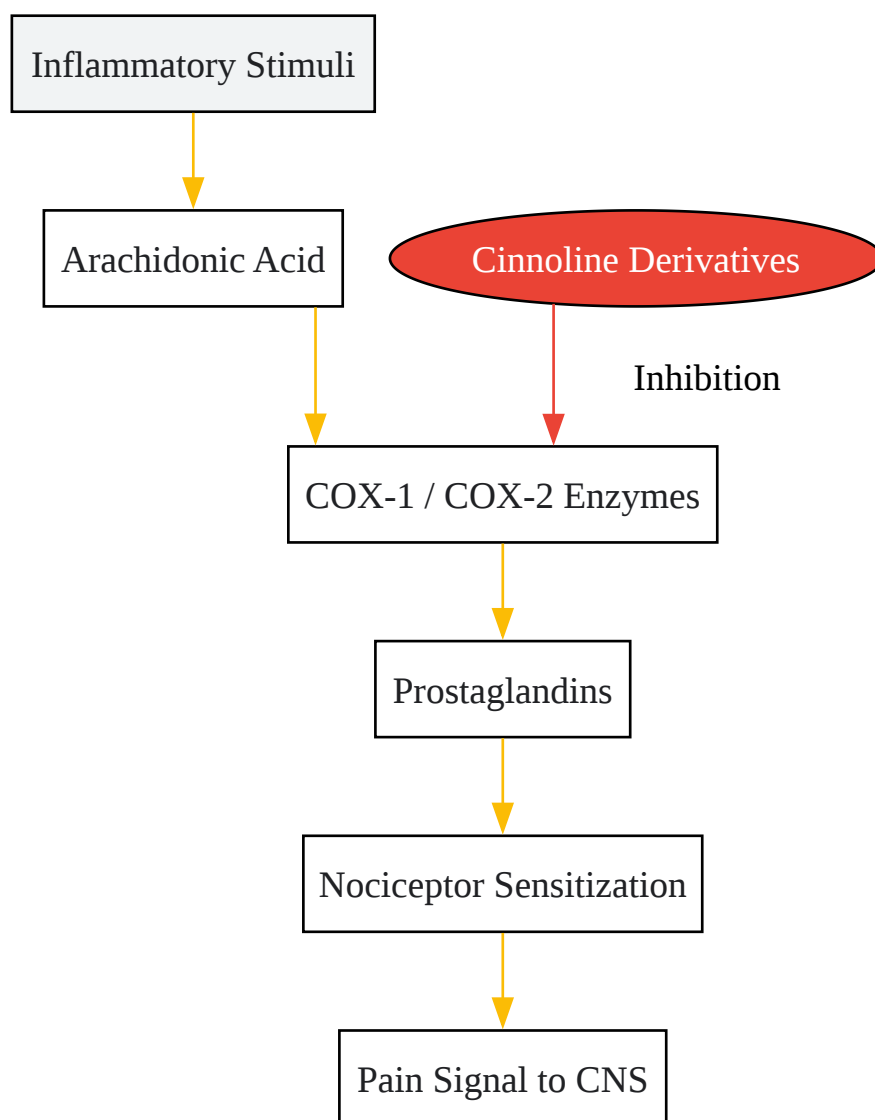 Inflammatory Stimuli
Arachidonic Acid
Cinnoline Derivatives
Inhibition
COX-1 / COX-2 Enzymes
Prostaglandins
Nociceptor Sensitization
Pain Signal to CNS